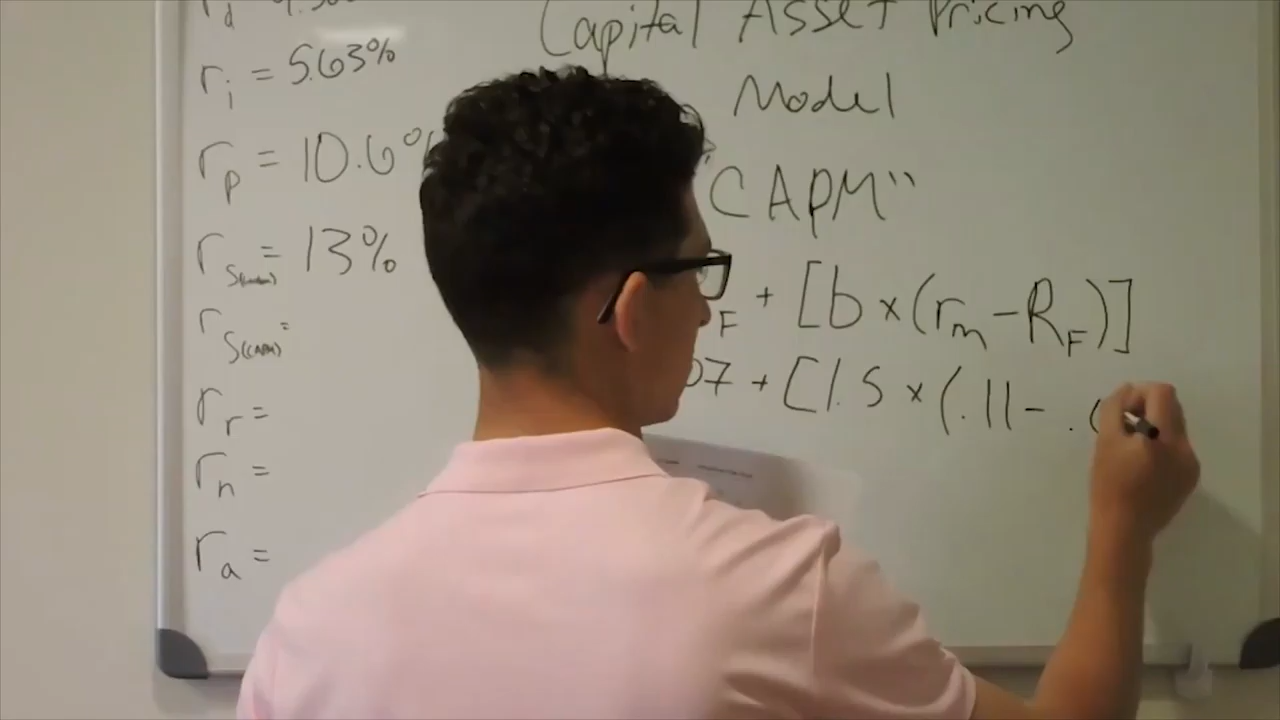 r_i = 5.63%
r_p = 10.6%
r_s = 13%
r_s(CAPM) =
r_r =
r_n =
r_a =
Capital Asset Pricing
Model
"CAPM"
F + [b × (r_m - R_F)]
07 + [1.5 × (.11 - .